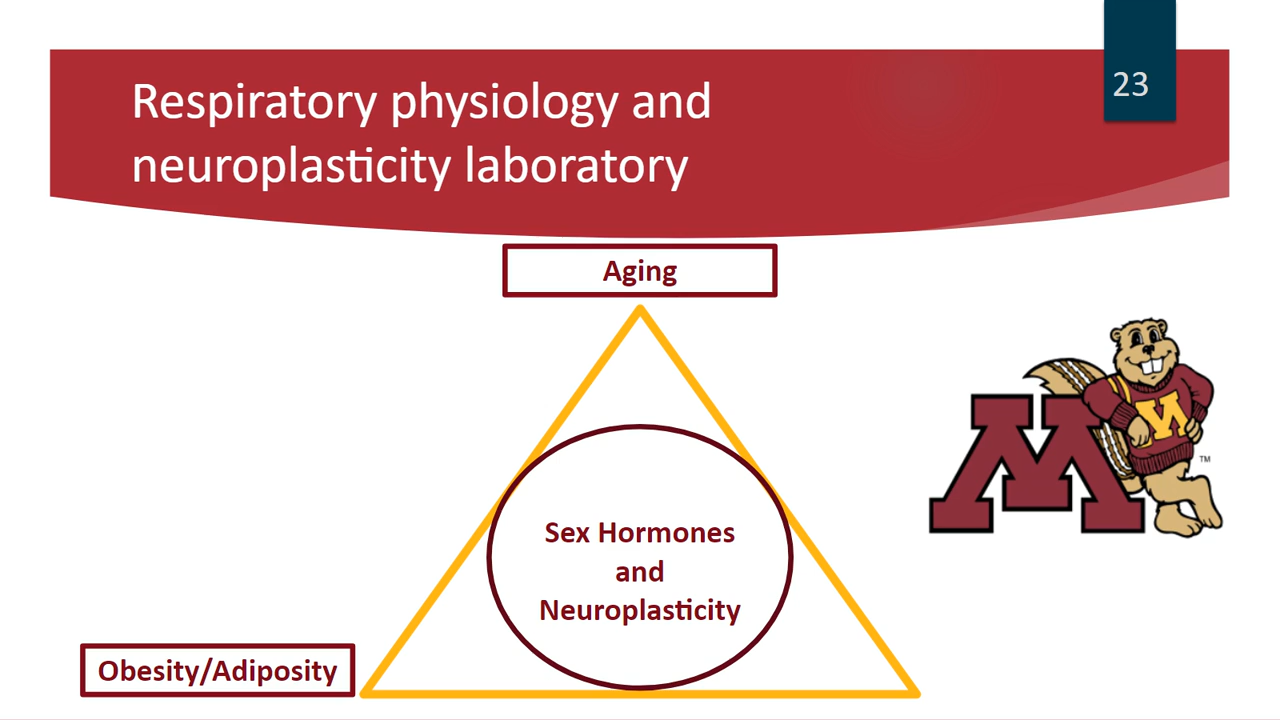 23
Respiratory physiology and
neuroplasticity laboratory
Aging
Sex Hormones
and
Neuroplasticity
Obesity/Adiposity
M
M
TM